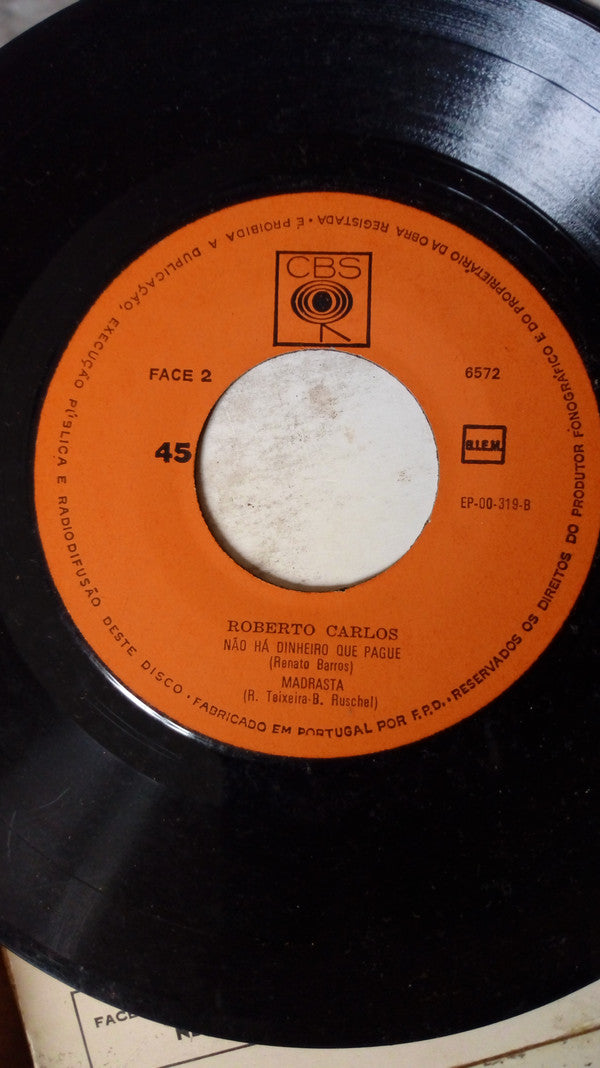 CBS
FACE 2
6572
45
B.I.E.M.
EP-00-319-B
ROBERTO CARLOS
NÃO HÁ DINHEIRO QUE PAGUE
(Renato Barros)
MADRASTA
(R. Teixeira-B. Ruschel)
FABRICADO EM PORTUGAL POR F.P.D.: RESERVADOS OS DIREITOS DO PRODUTOR FONOGRÁFICO E DO PROPRIETÁRIO DA OBRA REGISTADA • É PROIBIDA A DUPLICAÇÃO, EXECUÇÃO PÚBLICA E RADIODIFUSÃO DESTE DISCO •
FACE